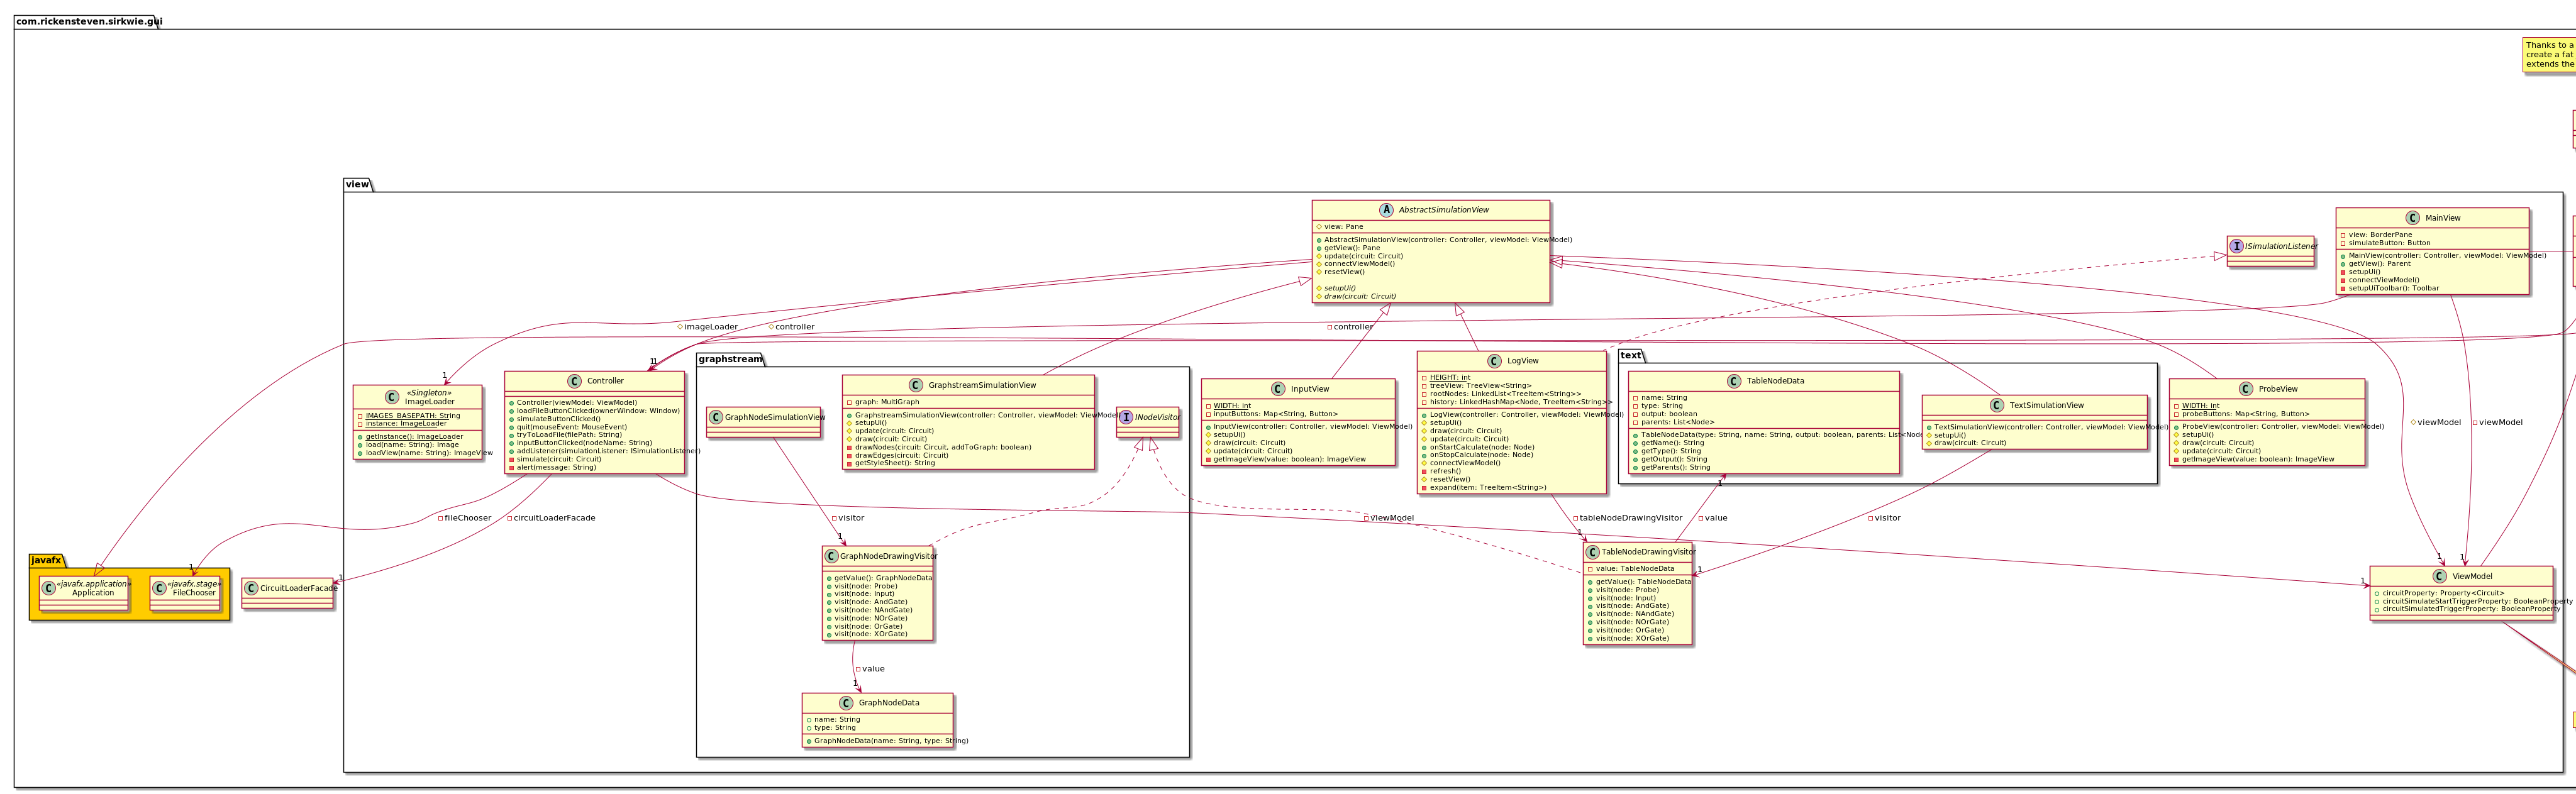 com.rickensteven.sirkwie.gui
Thanks to a
create a fat
extends the
view
AbstractSimulationView
view: Pane
AbstractSimulationView(controller: Controller, viewModel: ViewModel)
getView(): Pane
update(circuit: Circuit)
connectViewModel()
resetView()
setupUi()
draw(circuit: Circuit)
ISimulationListener
MainView
view: BorderPane
simulateButton: Button
MainView(controller: Controller, viewModel: ViewModel)
getView(): Parent
setupUi()
connectViewModel()
setupUiToolbar(): Toolbar
imageLoader
controller
controller
1
1
1
«Singleton»
ImageLoader
IMAGES_BASEPATH: String
instance: ImageLoader
getInstance(): ImageLoader
load(name: String): Image
loadView(name: String): ImageView
Controller
Controller(viewModel: ViewModel)
loadFileButtonClicked(ownerWindow: Window)
simulateButtonClicked()
quit(mouseEvent: MouseEvent)
tryToLoadFile(filePath: String)
inputButtonClicked(nodeName: String)
addListener(simulationListener: ISimulationListener)
simulate(circuit: Circuit)
alert(message: String)
graphstream
GraphNodeSimulationView
GraphstreamSimulationView
graph: MultiGraph
GraphstreamSimulationView(controller: Controller, viewModel: ViewModel)
setupUi()
update(circuit: Circuit)
draw(circuit: Circuit)
drawNodes(circuit: Circuit, addToGraph: boolean)
drawEdges(circuit: Circuit)
getStyleSheet(): String
INodeVisitor
InputView
WIDTH: int
inputButtons: Map<String, Button>
InputView(controller: Controller, viewModel: ViewModel)
setupUi()
draw(circuit: Circuit)
update(circuit: Circuit)
getImageView(value: boolean): ImageView
LogView
HEIGHT: int
treeView: TreeView<String>
rootNodes: LinkedList<TreeItem<String>>
history: LinkedHashMap<Node, TreeItem<String>>
LogView(controller: Controller, viewModel: ViewModel)
setupUi()
draw(circuit: Circuit)
update(circuit: Circuit)
onStartCalculate(node: Node)
onStopCalculate(node: Node)
connectViewModel()
refresh()
resetView()
expand(item: TreeItem<String>)
text
TableNodeData
name: String
type: String
output: boolean
parents: List<Node>
TableNodeData(type: String, name: String, output: boolean, parents: List<Node
getName(): String
getType(): String
getOutput(): String
getParents(): String
TextSimulationView
TextSimulationView(controller: Controller, viewModel: ViewModel)
setupUi()
draw(circuit: Circuit)
ProbeView
WIDTH: int
probeButtons: Map<String, Button>
ProbeView(controller: Controller, viewModel: ViewModel)
setupUi()
draw(circuit: Circuit)
update(circuit: Circuit)
getImageView(value: boolean): ImageView
viewModel
viewModel
fileChooser
circuitLoaderFacade
visitor
viewModel
tableNodeDrawingVisitor
1
value
visitor
javafx
«javafx.application»
Application
1
«javafx.stage»
FileChooser
1
CircuitLoaderFacade
1
GraphNodeDrawingVisitor
getValue(): GraphNodeData
visit(node: Probe)
visit(node: Input)
visit(node: AndGate)
visit(node: NAndGate)
visit(node: NOrGate)
visit(node: OrGate)
visit(node: XOrGate)
1
TableNodeDrawingVisitor
value: TableNodeData
getValue(): TableNodeData
visit(node: Probe)
visit(node: Input)
visit(node: AndGate)
visit(node: NAndGate)
visit(node: NOrGate)
visit(node: OrGate)
visit(node: XOrGate)
1
1
1
1
ViewModel
circuitProperty: Property<Circuit>
circuitSimulateStartTriggerProperty: BooleanProperty
circuitSimulatedTriggerProperty: BooleanProperty
value
1
GraphNodeData
name: String
type: String
GraphNodeData(name: String, type: String)